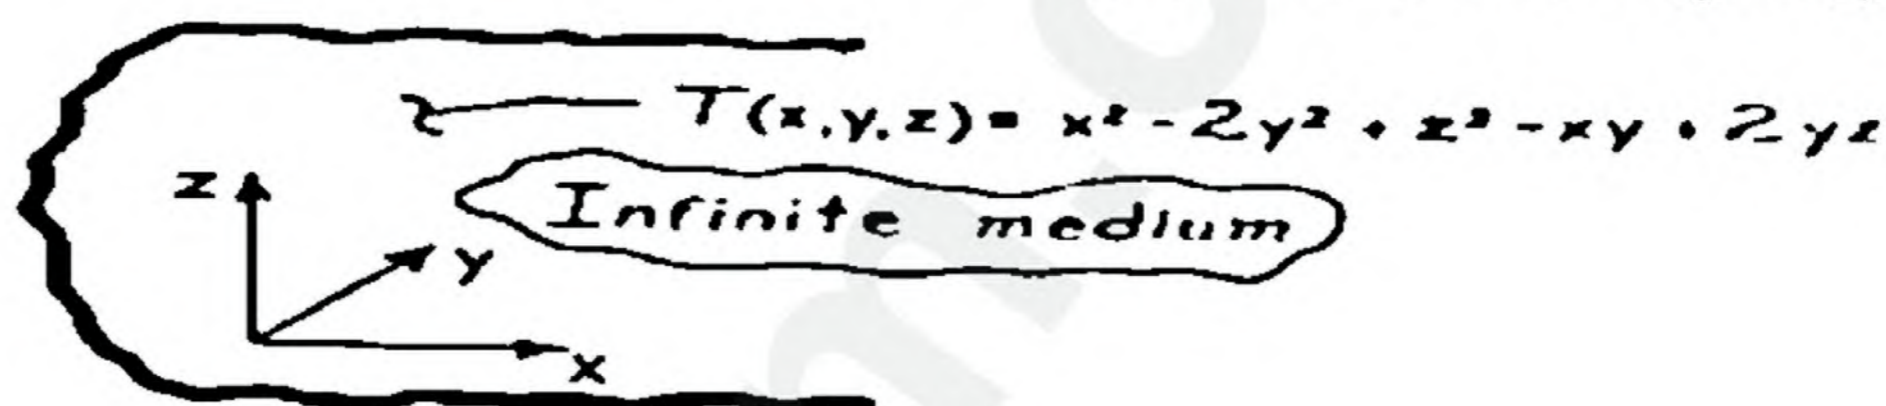 T(x,y,z) = x² - 2y² + z² - xy + 2yz
Infinite medium
z
y
x